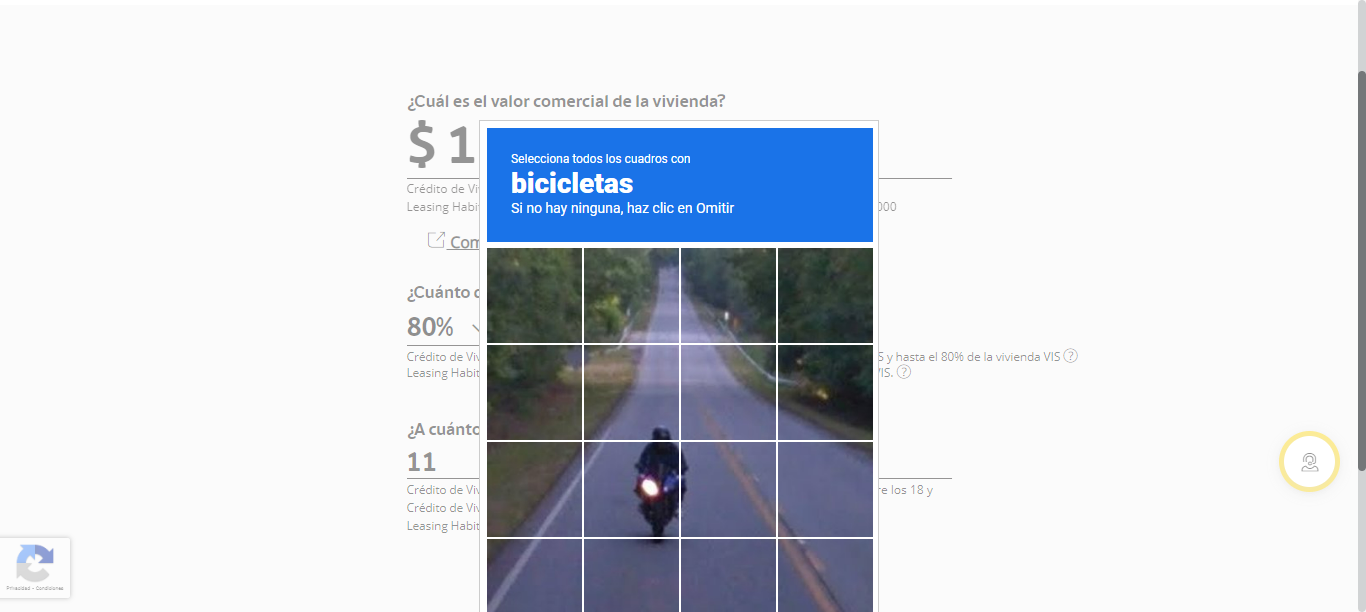 ¿Cuál es el valor comercial de la vivienda?
$ 1
Crédito de Vi
Leasing Habi
000
Com
Selecciona todos los cuadros con
bicicletas
Si no hay ninguna, haz clic en Omitir
¿Cuánto
80%
Crédito de Viv
S y hasta el 80% de la vivienda VIS ?
Leasing Habit
VIS. ?
¿A cuánto
11
Crédito de Viv
re los 18 y
Crédito de Viv
Leasing Habit
Privacidad - Condiciones